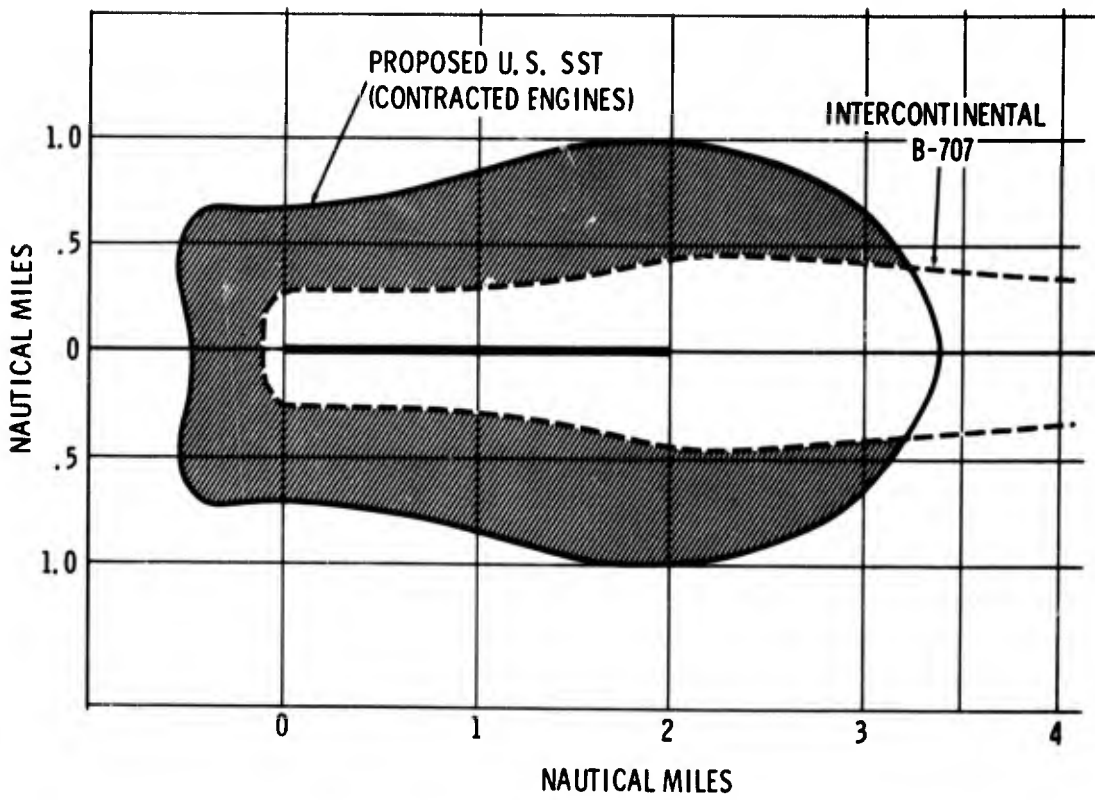 PROPOSED U. S. SST
(CONTRACTED ENGINES)
INTERCONTINENTAL
B-707
1.0
.5
0
.5
1.0
NAUTICAL MILES
0 1 2 3 4
NAUTICAL MILES